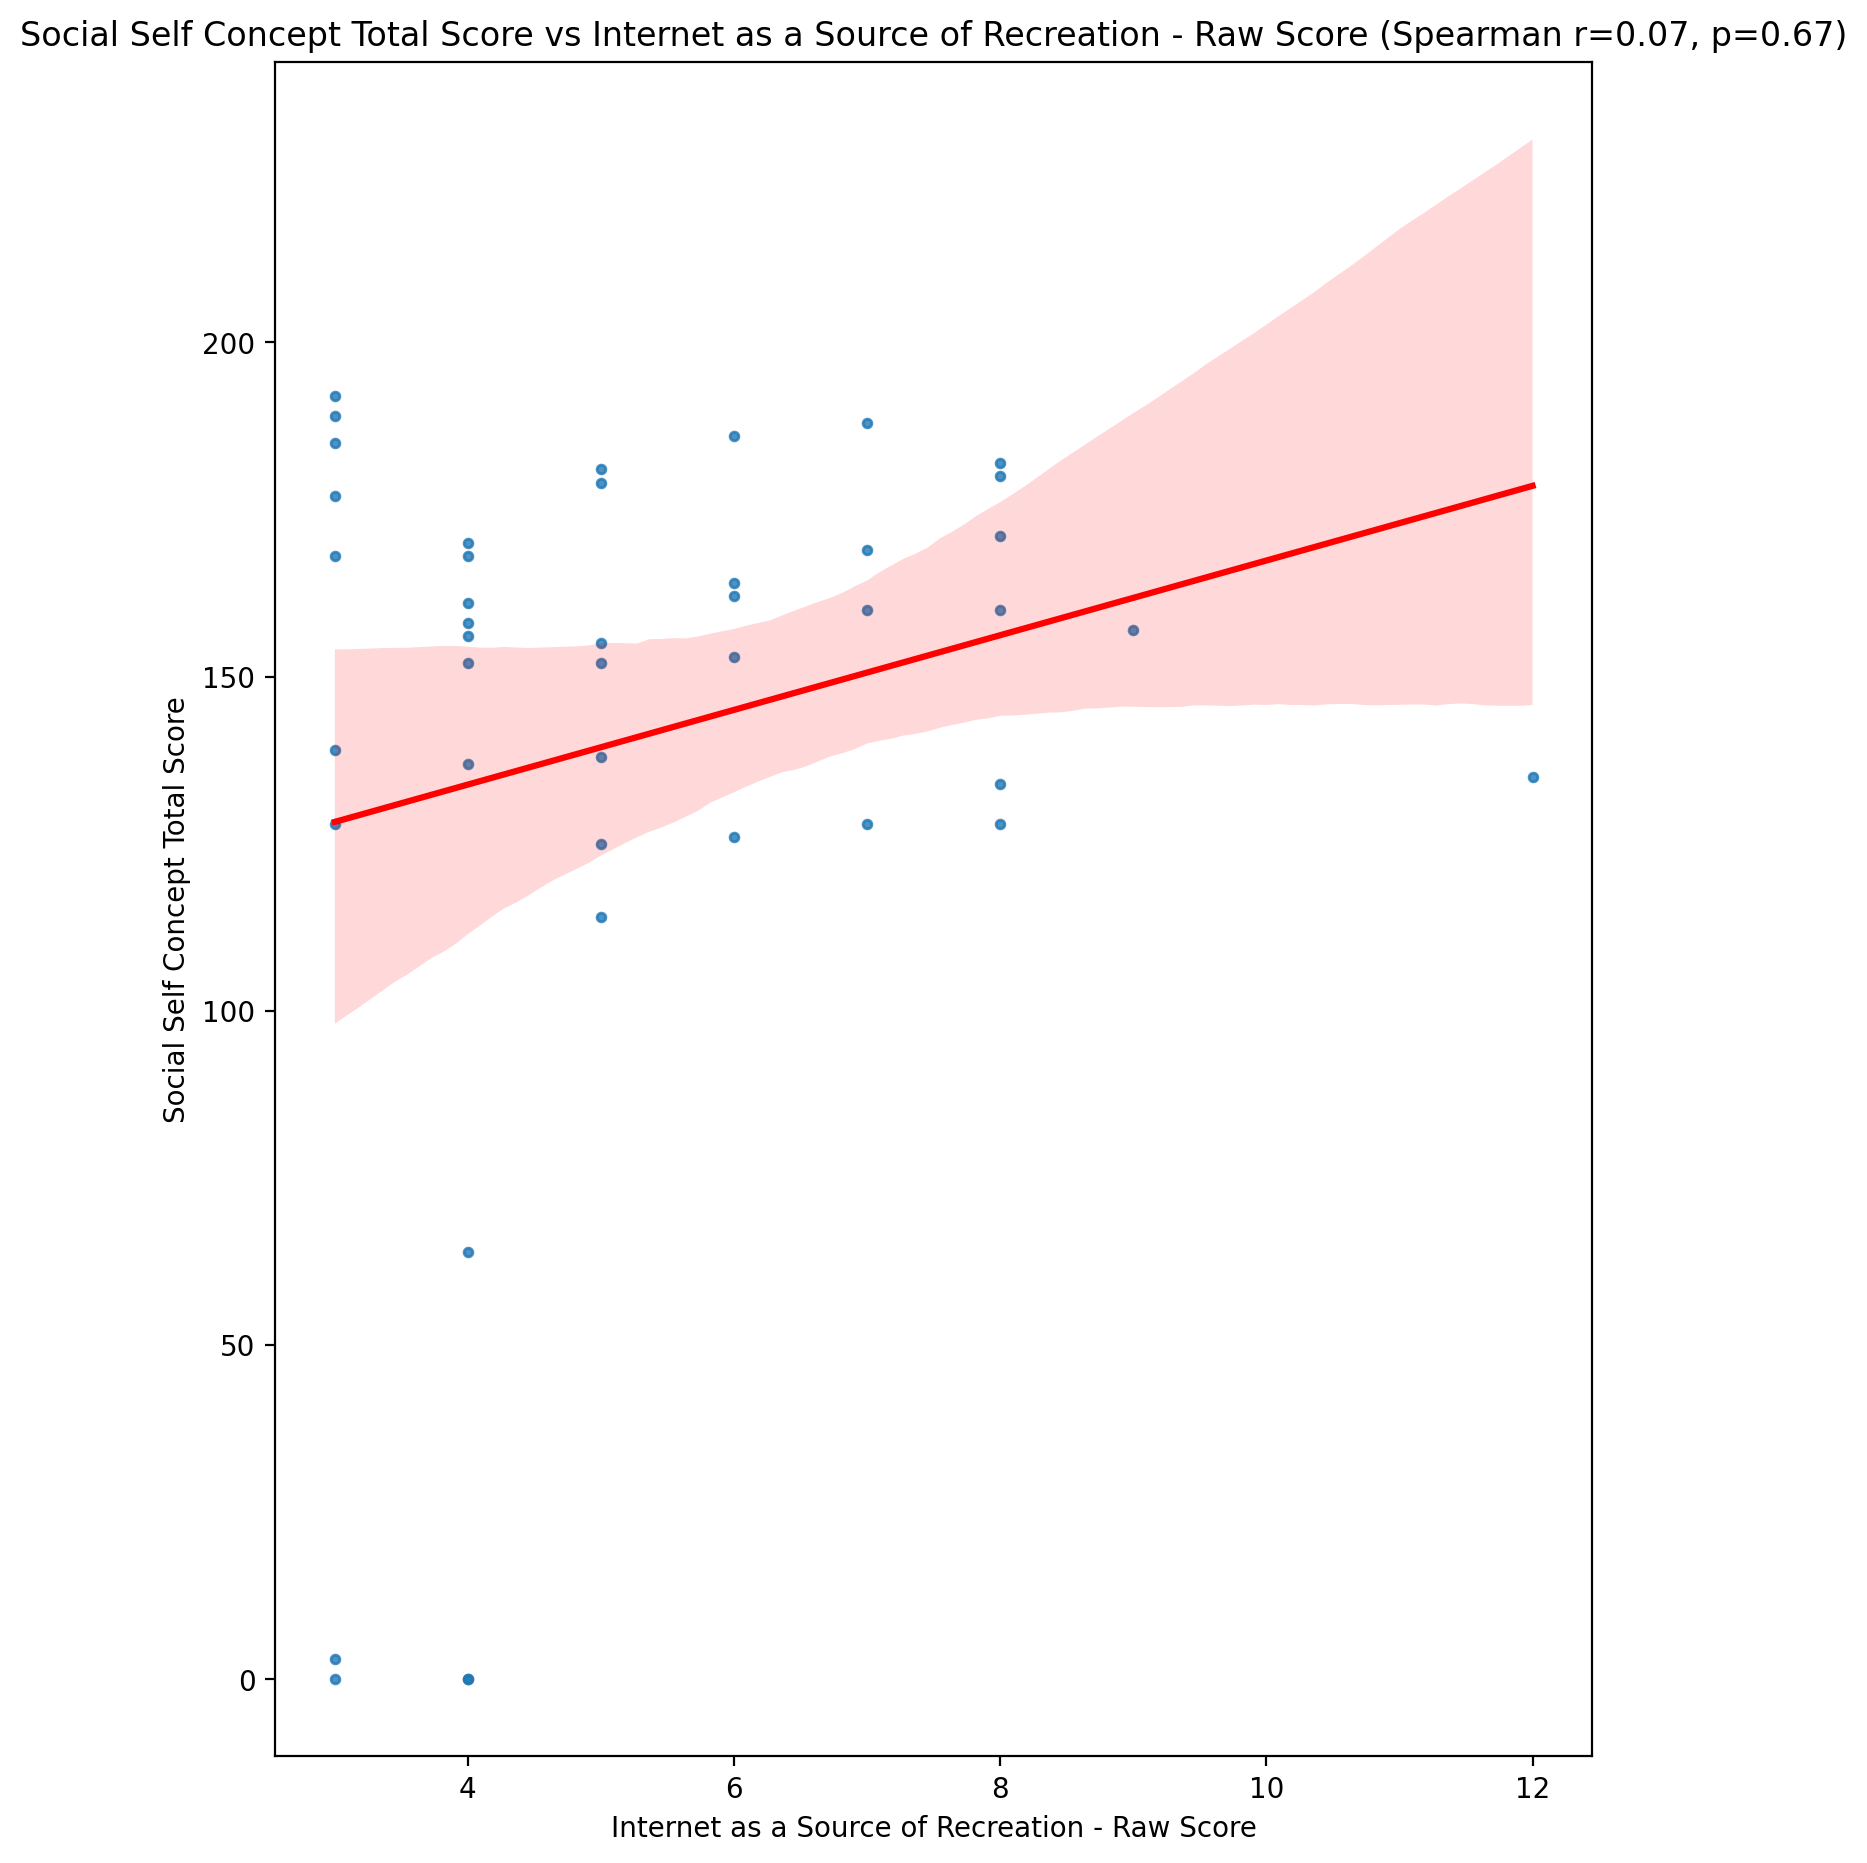 Social Self Concept Total Score vs Internet as a Source of Recreation - Raw Score (Spearman r=0.07, p=0.67)
200
150
100
50
0
Social Self Concept Total Score
4 6 8 10 12
Internet as a Source of Recreation - Raw Score